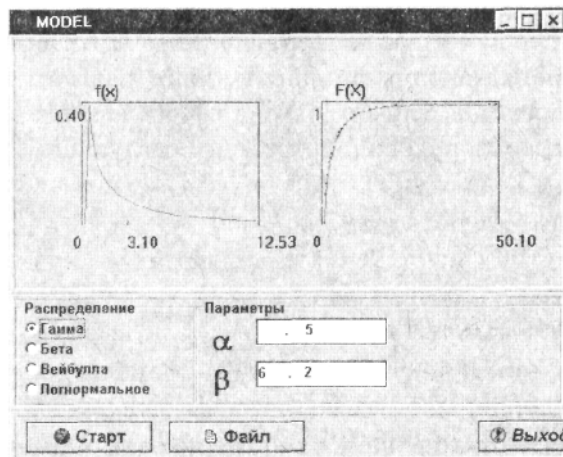 MODEL
f(x)
F(X)
0.40
1
0
3.10
12.53
0
50.10
Распределение
Параметры
Гамма
Бета
Вейбулла
Логнормальное
α
. 5
β
6 . 2
Старт
Файл
Выход